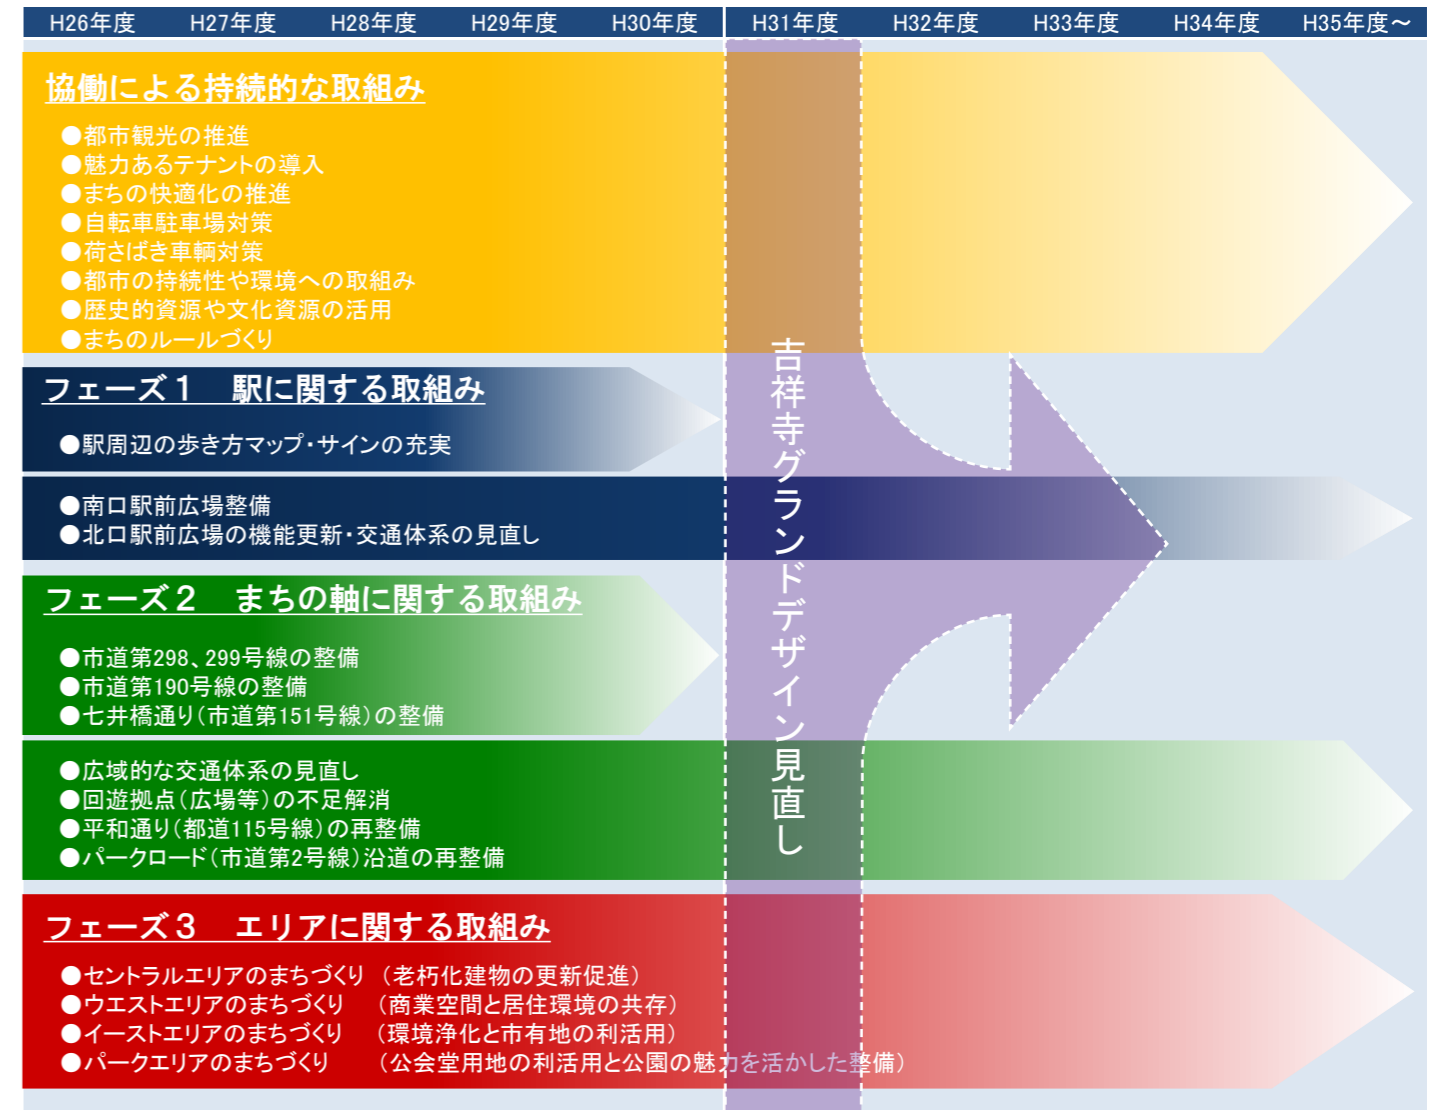 H26年度 H27年度 H28年度 H29年度 H30年度 H31年度 H32年度 H33年度 H34年度 H35年度～
協働による持続的な取組み
●都市観光の推進
●魅力あるテナントの導入
●まちの快適化の推進
●自転車駐車場対策
●荷さばき車輌対策
●都市の持続性や環境への取組み
●歴史的資源や文化資源の活用
●まちのルールづくり
フェーズ１　駅に関する取組み
●駅周辺の歩き方マップ・サインの充実
●南口駅前広場整備
●北口駅前広場の機能更新・交通体系の見直し
フェーズ２　まちの軸に関する取組み
●市道第298、299号線の整備
●市道第190号線の整備
●七井橋通り（市道第151号線）の整備
●広域的な交通体系の見直し
●回遊拠点（広場等）の不足解消
●平和通り（都道115号線）の再整備
●パークロード（市道第2号線）沿道の再整備
フェーズ３　エリアに関する取組み
●セントラルエリアのまちづくり （老朽化建物の更新促進）
●ウエストエリアのまちづくり （商業空間と居住環境の共存）
●イーストエリアのまちづくり （環境浄化と市有地の利活用）
●パークエリアのまちづくり （公会堂用地の利活用と公園の魅力を活かした整備）
吉祥寺グランドデザイン見直し